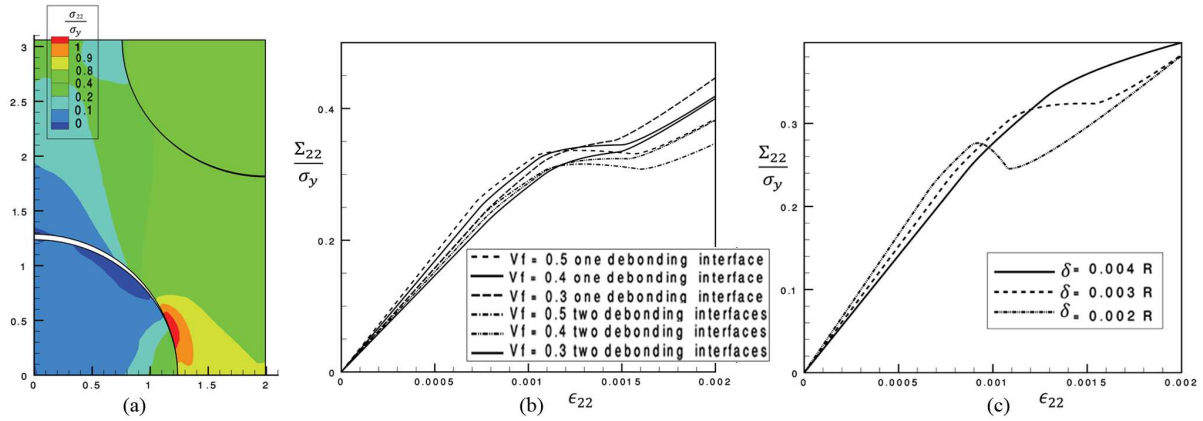 σ22
σy
1
0.9
0.8
0.4
0.2
0.1
0
3
2.5
2
1.5
1
0.5
0
0 0.5 1 1.5 2
(a)
Σ22
σy
0.4
0.2
0
Vf = 0.5 one debonding interface
Vf = 0.4 one debonding interface
Vf = 0.3 one debonding interface
Vf = 0.5 two debonding interfaces
Vf = 0.4 two debonding interfaces
Vf = 0.3 two debonding interfaces
0 0.0005 0.001 0.0015 0.002
(b) ϵ22
Σ22
σy
0.3
0.2
0.1
0
δ = 0.004 R
δ = 0.003 R
δ = 0.002 R
0 0.0005 0.001 0.0015 0.002
(c) ϵ22